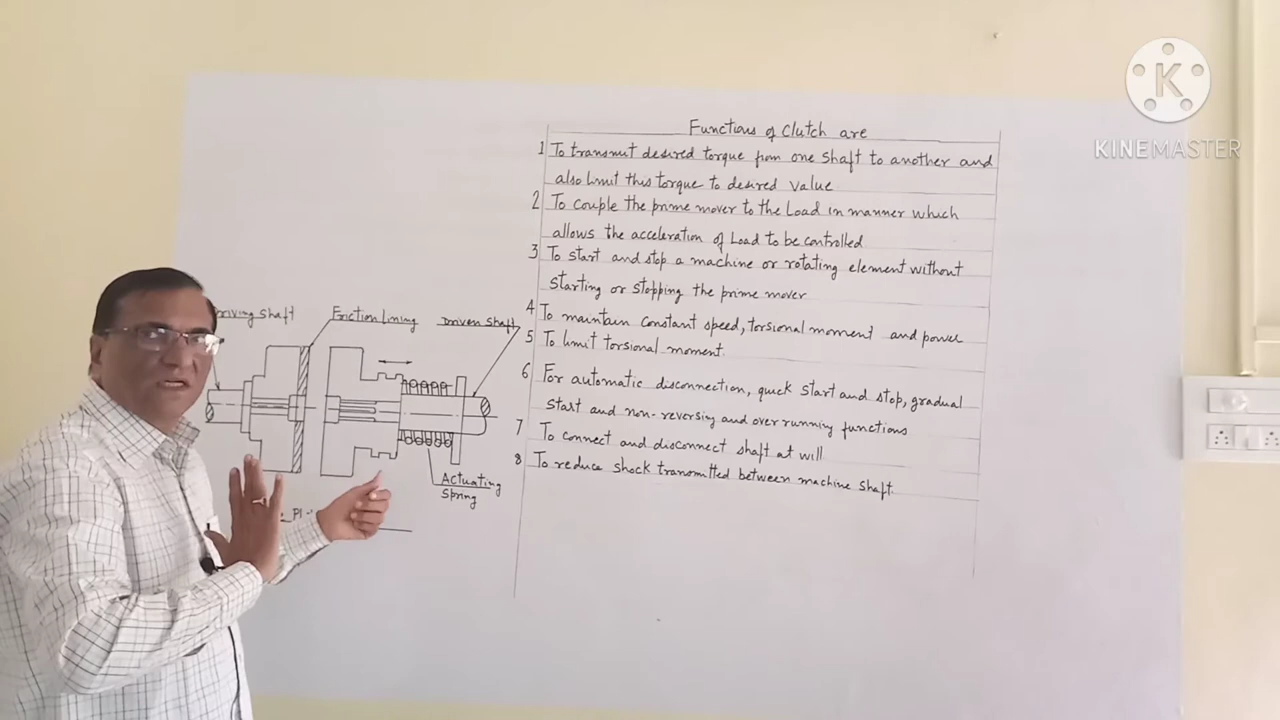 Functions of Clutch are
1 To transmit desired torque from one shaft to another and
also limit this torque to desired value
2 To couple the prime mover to the Load in manner which
allows the acceleration of Load to be controlled
3 To start and stop a machine or rotating element without
starting or stopping the prime mover
4 To maintain constant speed, torsional moment and power
5 To limit torsional moment.
6 For automatic disconnection, quick start and stop, gradual
start and non-reversing and over running functions
7 To connect and disconnect shaft at will
8 To reduce shock transmitted between machine shaft.
Driving Shaft
Friction Lining
Driven Shaft
Actuating
Spring
K
KINEMASTER